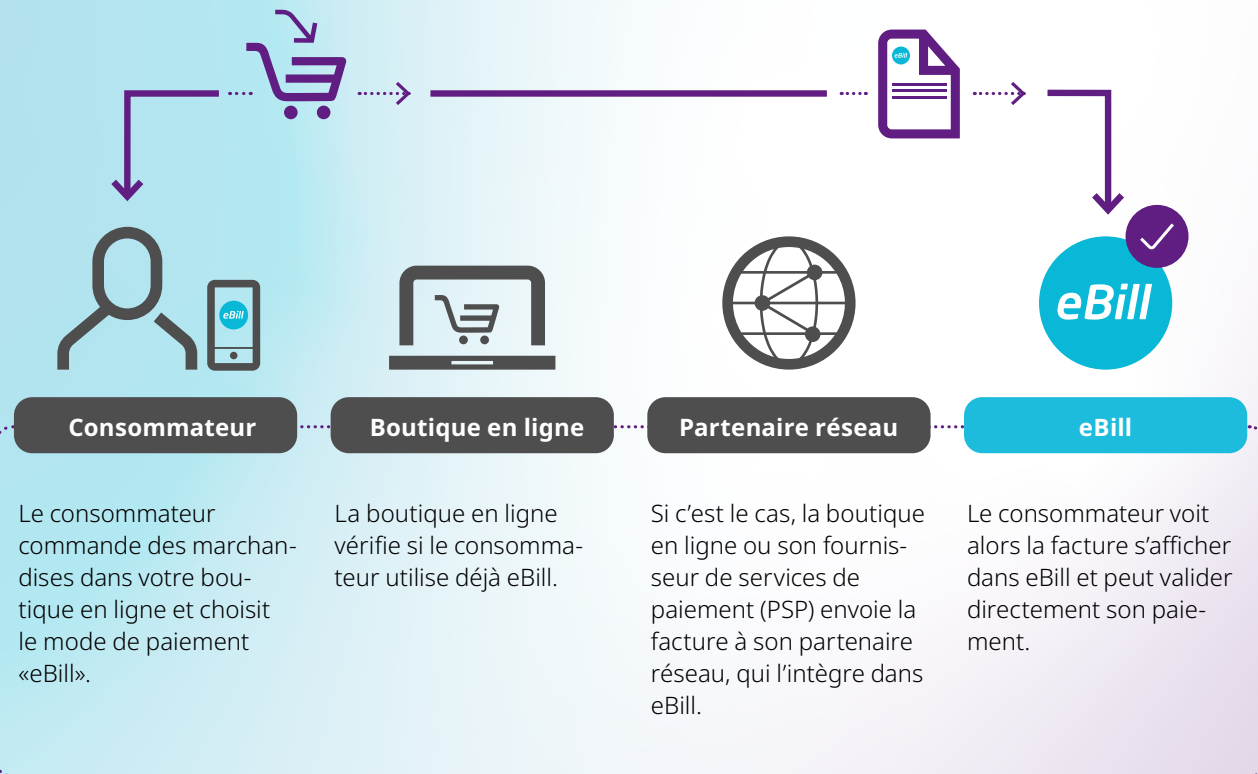 eBill
eBill
eBill
Consommateur
Boutique en ligne
Partenaire réseau
eBill
Le consommateur
commande des marchan-
dises dans votre bou-
tique en ligne et choisit
le mode de paiement
«eBill».
La boutique en ligne
vérifie si le consomma-
teur utilise déjà eBill.
Si c’est le cas, la boutique
en ligne ou son fournis-
seur de services de
paiement (PSP) envoie la
facture à son partenaire
réseau, qui l’intègre dans
eBill.
Le consommateur voit
alors la facture s’afficher
dans eBill et peut valider
directement son paie-
ment.